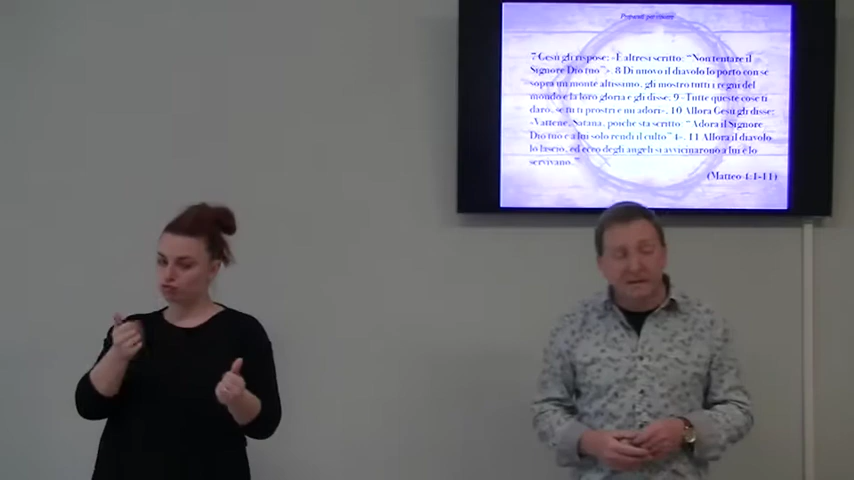 Preparati per vincere
7 Gesù gli rispose: «È altresì scritto: “Non tentare il
Signore Dio tuo”». 8 Di nuovo il diavolo lo portò con sé
sopra un monte altissimo, gli mostrò tutti i regni del
mondo e la loro gloria e gli disse: 9 «Tutte queste cose ti
darò, se tu ti prostri e mi adori». 10 Allora Gesù gli disse:
«Vattene, Satana, poiché sta scritto: “Adora il Signore
Dio tuo e a lui solo rendi il culto”». 11 Allora il diavolo
lo lasciò, ed ecco degli angeli si avvicinarono a lui e lo
servivano.
(Matteo 4:1-11)